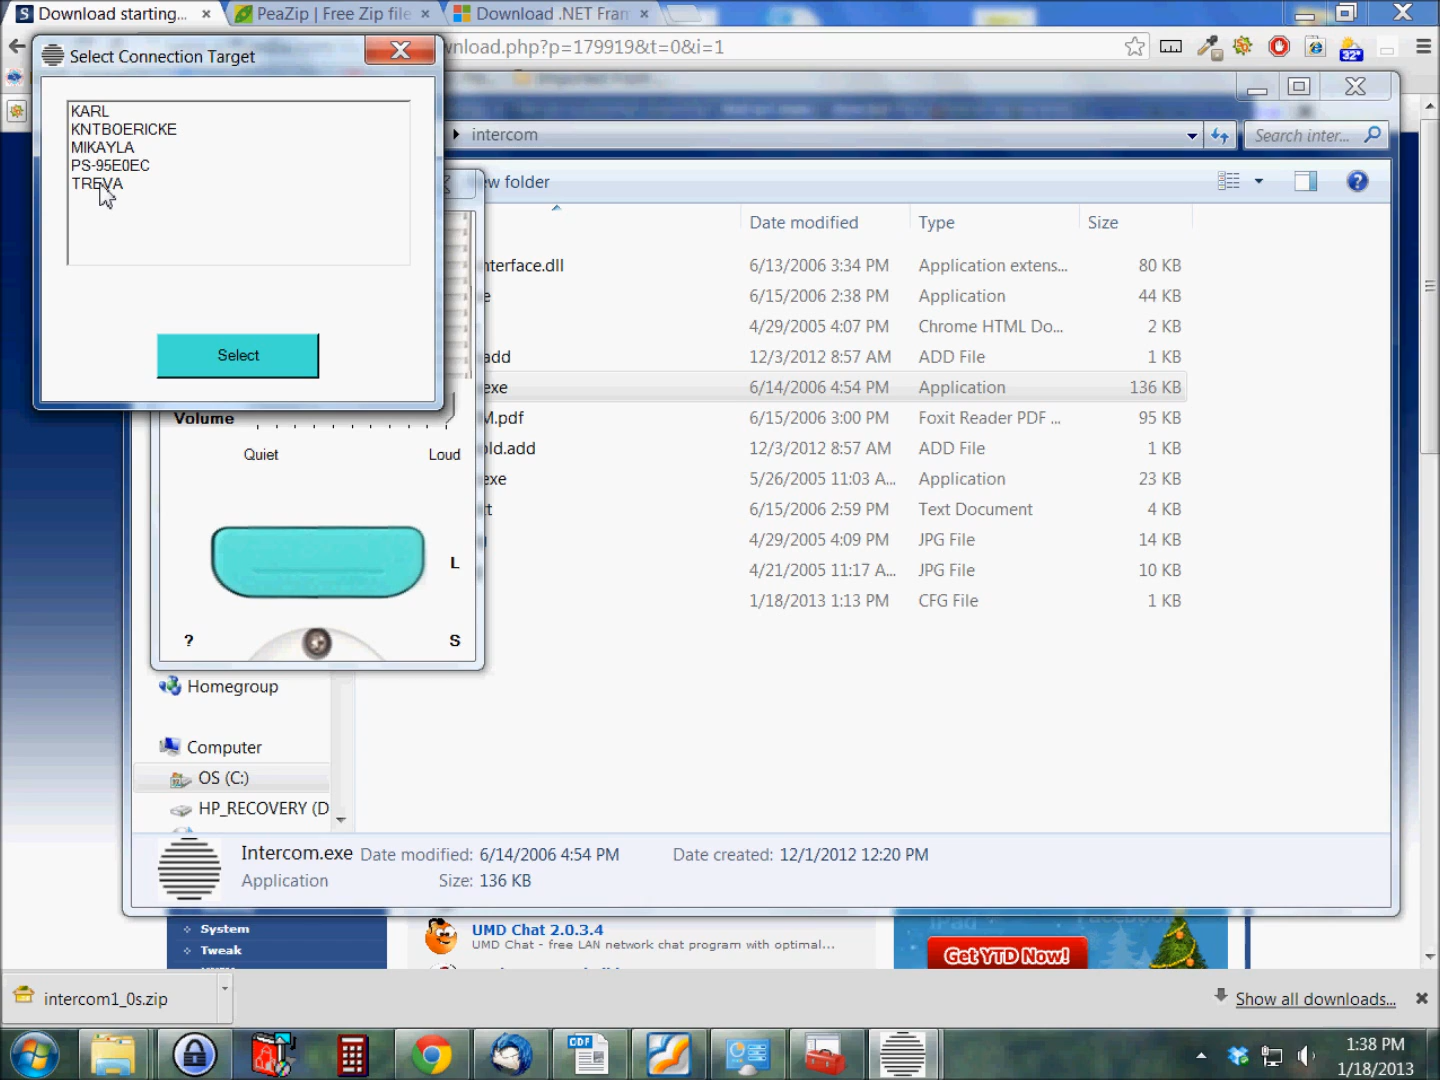 Download starting...
PeaZip | Free Zip file
Download .NET Fram
wnload.php?p=179919&t=0&i=1
32°
Select Connection Target
KARL
KNTBOERICKE
MIKAYLA
PS-95E0EC
TREVA
Select
intercom
Search inter...
w folder
Date modified Type Size
nterface.dll 6/13/2006 3:34 PM Application extens... 80 KB
e 6/15/2006 2:38 PM Application 44 KB
4/29/2005 4:07 PM Chrome HTML Do... 2 KB
add 12/3/2012 8:57 AM ADD File 1 KB
exe 6/14/2006 4:54 PM Application 136 KB
M.pdf 6/15/2006 3:00 PM Foxit Reader PDF ... 95 KB
old.add 12/3/2012 8:57 AM ADD File 1 KB
exe 5/26/2005 11:03 A... Application 23 KB
t 6/15/2006 2:59 PM Text Document 4 KB
4/29/2005 4:09 PM JPG File 14 KB
4/21/2005 11:17 A... JPG File 10 KB
1/18/2013 1:13 PM CFG File 1 KB
Volume
Quiet Loud
L
? S
Homegroup
Computer
OS (C:)
HP_RECOVERY (D
Intercom.exe Date modified: 6/14/2006 4:54 PM Date created: 12/1/2012 12:20 PM
Application Size: 136 KB
System
Tweak
UMD Chat 2.0.3.4
UMD Chat - free LAN network chat program with optimal...
Get YTD Now!
intercom1_0s.zip
Show all downloads...
ODF
1:38 PM
1/18/2013